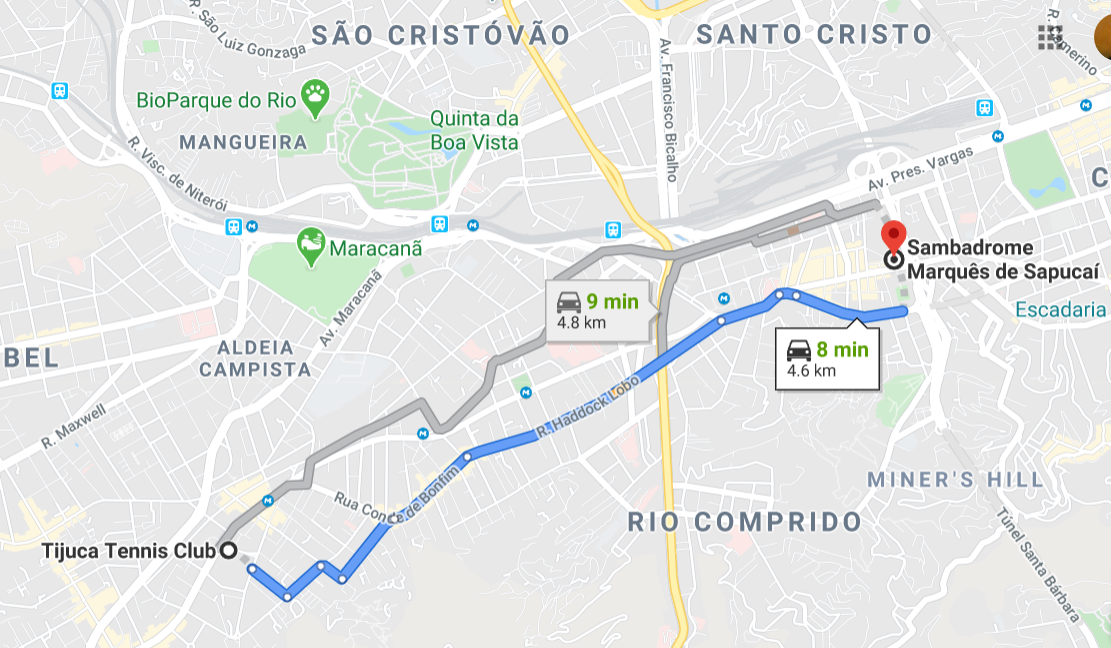 R. São Luiz Gonzaga
SÃO CRISTÓVÃO
SANTO CRISTO
BioParque do Rio
MANGUEIRA
Quinta da
Boa Vista
Av. Francisco Bicalho
R. Visc. de Niterói
Av. Pres. Vargas
C
Maracanã
Av. Maracanã
Sambadrome
Marquês de Sapucaí
9 min
4.8 km
Escadaria
BEL
ALDEIA
CAMPISTA
8 min
4.6 km
R. Haddock Lobo
R. Maxwell
MINER'S HILL
Rua Conde de Bonfim
RIO COMPRIDO
Tijuca Tennis Club
Túnel Santa Bárbara